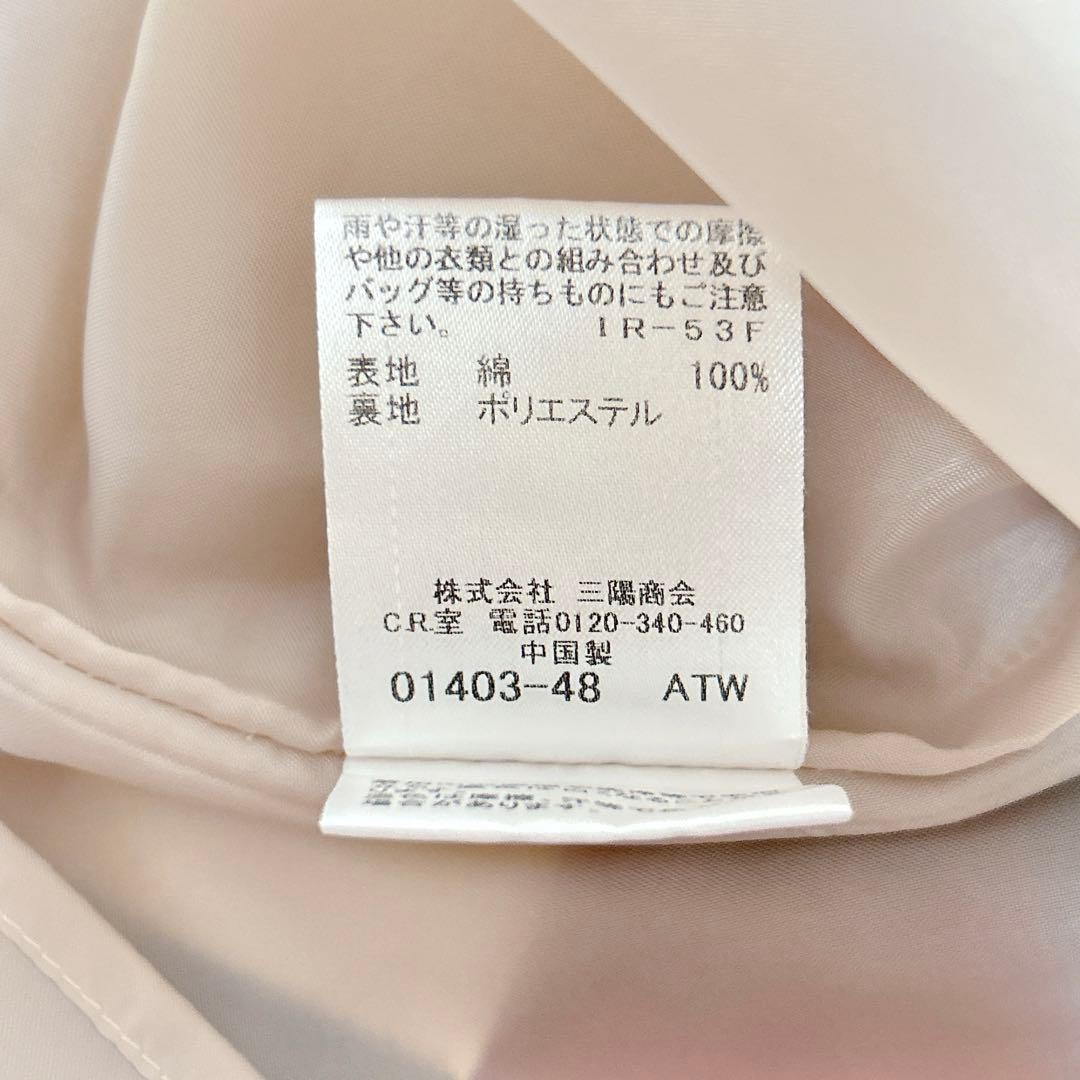 雨や汗等の湿った状態での摩擦
や他の衣類との組み合わせ及び
バッグ等の持ちものにもご注意
下さい。 IR-53F
表地 綿 100%
裏地 ポリエステル
株式会社 三陽商会
C.R.室 電話0120-340-460
中国製
01403-48 ATW